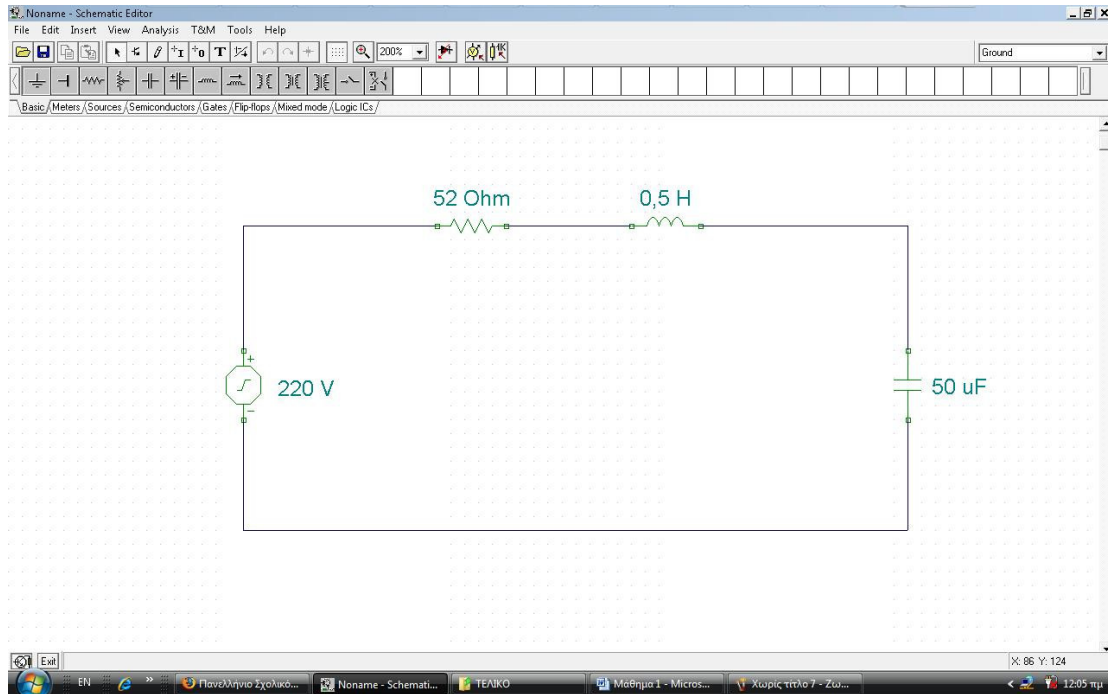 Noname - Schematic Editor
File Edit Insert View Analysis T&M Tools Help
200%
Ground
Basic Meters Sources Semiconductors Gates Flip-flops Mixed mode Logic ICs
52 Ohm
0,5 H
220 V
50 uF
Exit
X: 86 Y: 124
EN
Πανελλήνιο Σχολικό...
Noname - Schemati...
ΤΕΛΙΚΟ
Μάθημα 1 - Micros...
Χωρίς τίτλο 7 - Ζω...
12:05 πμ